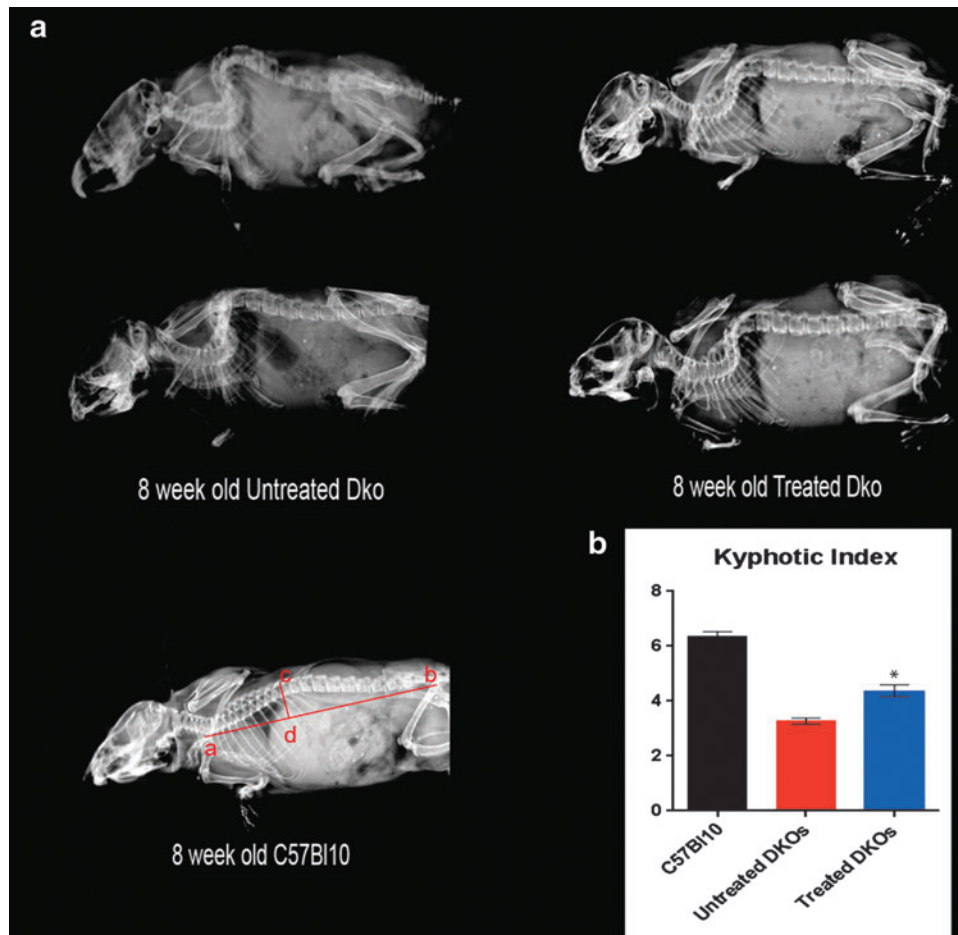 a
8 week old Untreated Dko
8 week old Treated Dko
a
b
c
d
8 week old C57Bl10
b
Kyphotic Index
8
6
4
2
0
*
C57Bl10
Untreated DKOs
Treated DKOs